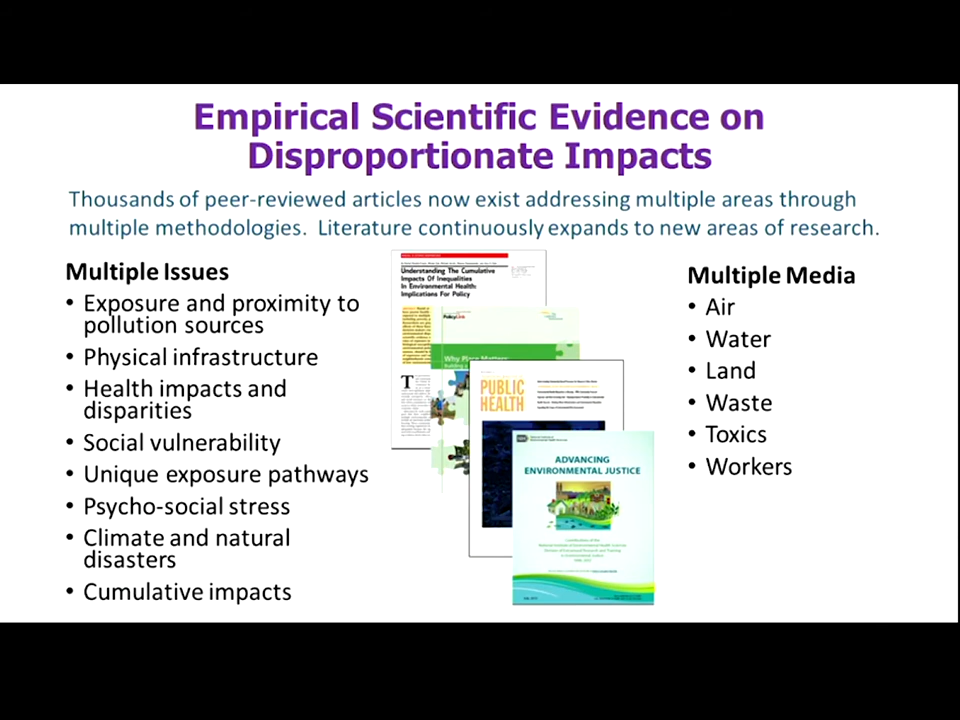 Empirical Scientific Evidence on
Disproportionate Impacts
Thousands of peer-reviewed articles now exist addressing multiple areas through
multiple methodologies. Literature continuously expands to new areas of research.
Multiple Issues
• Exposure and proximity to
pollution sources
• Physical infrastructure
• Health impacts and
disparities
• Social vulnerability
• Unique exposure pathways
• Psycho-social stress
• Climate and natural
disasters
• Cumulative impacts
Understanding The Cumulative
Impacts Of Inequalities
In Environmental Health:
Implications For Policy
PolicyLink
Why Place Matters:
PUBLIC
HEALTH
ADVANCING
ENVIRONMENTAL JUSTICE
Multiple Media
• Air
• Water
• Land
• Waste
• Toxics
• Workers